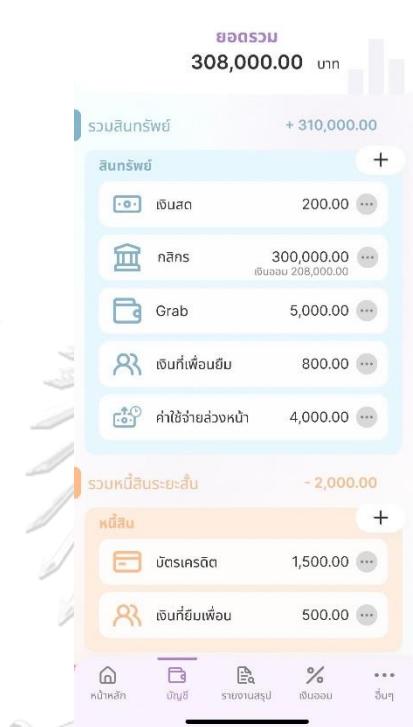 ยอดรวม
308,000.00 บาท
รวมสินทรัพย์ + 310,000.00
สินทรัพย์ +
เงินสด 200.00
กสิกร 300,000.00
เงินออม 208,000.00
Grab 5,000.00
เงินที่เพื่อนยืม 800.00
ค่าใช้จ่ายล่วงหน้า 4,000.00
รวมหนี้สินระยะสั้น - 2,000.00
หนี้สิน +
บัตรเครดิต 1,500.00
เงินที่ยืมเพื่อน 500.00
หน้าหลัก บัญชี รายงานสรุป เงินออม อื่นๆ